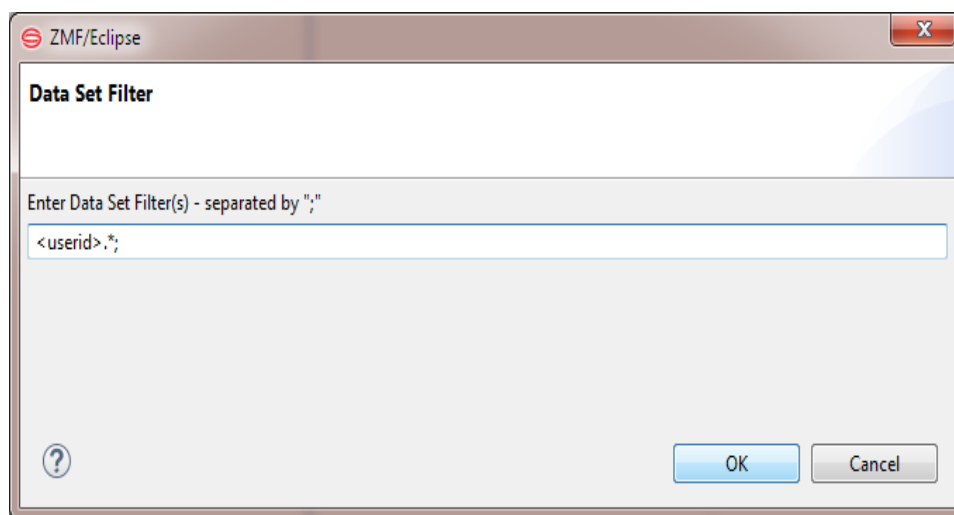 ZMF/Eclipse
X
Data Set Filter
Enter Data Set Filter(s) - separated by ";"
<userid>.*;
?
OK Cancel